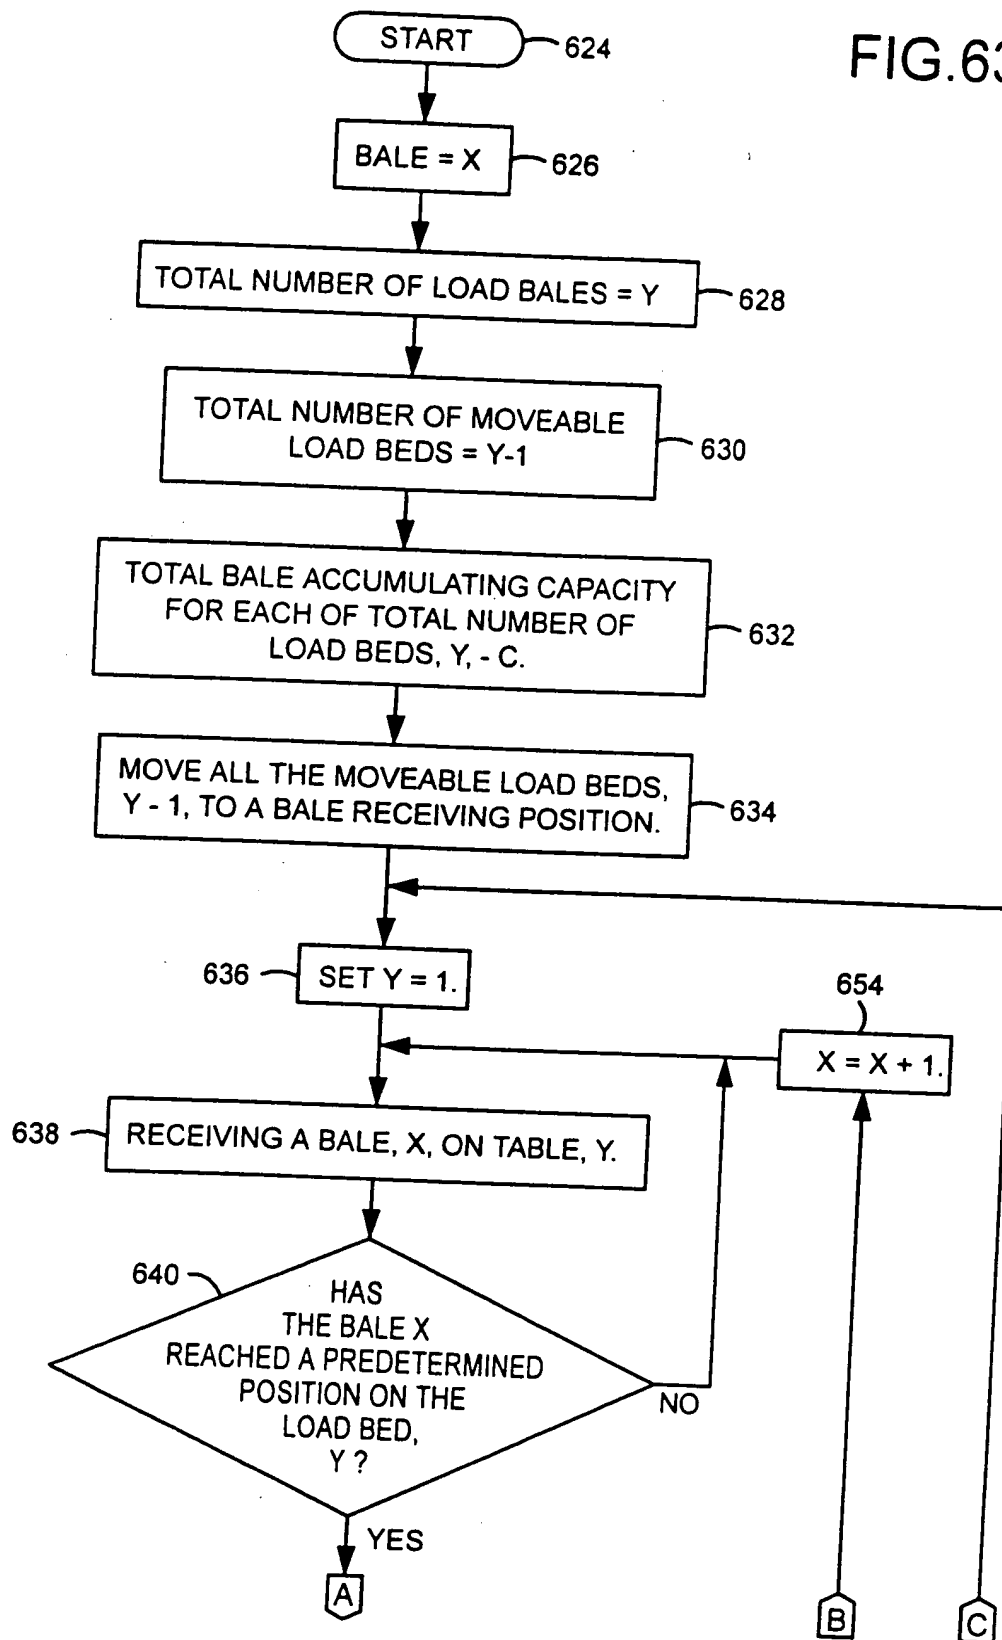 START
624
FIG.63
BALE = X
626
TOTAL NUMBER OF LOAD BALES = Y
628
TOTAL NUMBER OF MOVEABLE
LOAD BEDS = Y-1
630
TOTAL BALE ACCUMULATING CAPACITY
FOR EACH OF TOTAL NUMBER OF
LOAD BEDS, Y, - C.
632
MOVE ALL THE MOVEABLE LOAD BEDS,
Y - 1, TO A BALE RECEIVING POSITION.
634
636
SET Y = 1.
654
X = X + 1.
638
RECEIVING A BALE, X, ON TABLE, Y.
640
HAS
THE BALE X
REACHED A PREDETERMINED
POSITION ON THE
LOAD BED,
Y ?
NO
YES
A
B
C